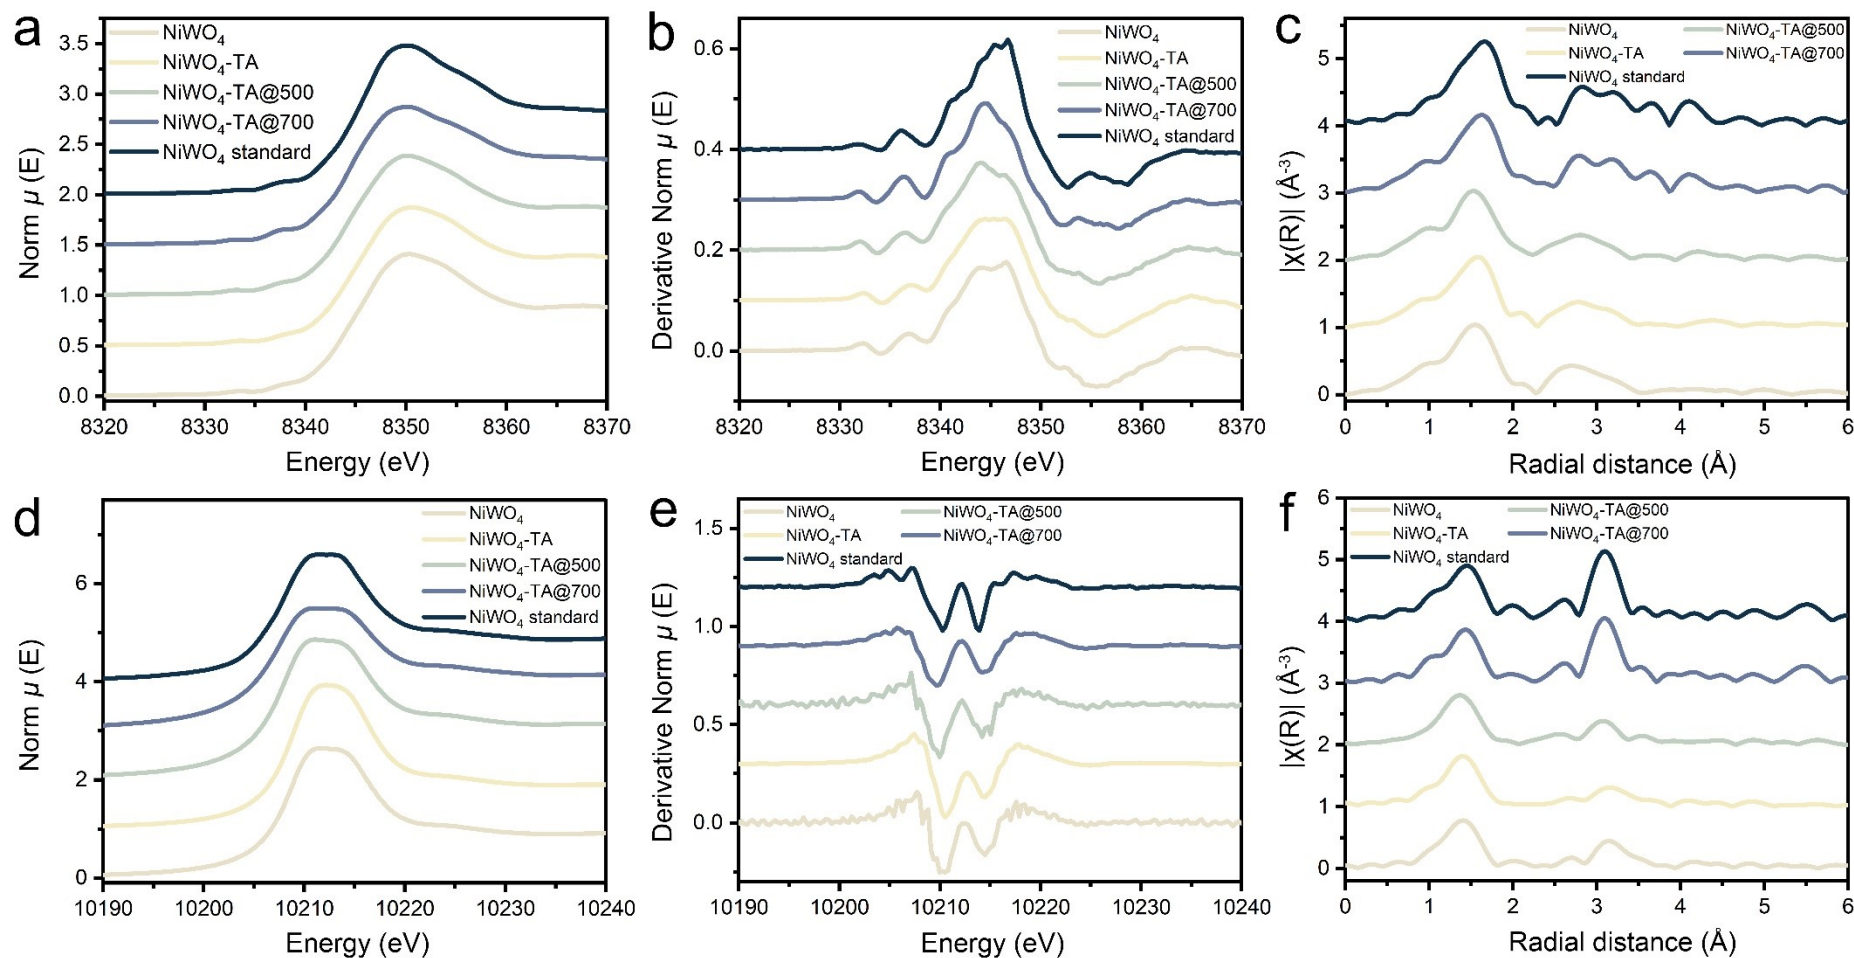 a
NiWO4
NiWO4-TA
NiWO4-TA@500
NiWO4-TA@700
NiWO4 standard
Norm μ (E)
3.5
3.0
2.5
2.0
1.5
1.0
0.5
0.0
8320 8330 8340 8350 8360 8370
Energy (eV)
b
NiWO4
NiWO4-TA
NiWO4-TA@500
NiWO4-TA@700
NiWO4 standard
Derivative Norm μ (E)
0.6
0.4
0.2
0.0
8320 8330 8340 8350 8360 8370
Energy (eV)
c
NiWO4 NiWO4-TA@500
NiWO4-TA NiWO4-TA@700
NiWO4 standard
|χ(R)| (Å-3)
5
4
3
2
1
0
0 1 2 3 4 5 6
Radial distance (Å)
d
NiWO4
NiWO4-TA
NiWO4-TA@500
NiWO4-TA@700
NiWO4 standard
Norm μ (E)
6
4
2
0
10190 10200 10210 10220 10230 10240
Energy (eV)
e
NiWO4 NiWO4-TA@500
NiWO4-TA NiWO4-TA@700
NiWO4 standard
Derivative Norm μ (E)
1.5
1.0
0.5
0.0
10190 10200 10210 10220 10230 10240
Energy (eV)
f
NiWO4 NiWO4-TA@500
NiWO4-TA NiWO4-TA@700
NiWO4 standard
|χ(R)| (Å-3)
6
5
4
3
2
1
0
0 1 2 3 4 5 6
Radial distance (Å)